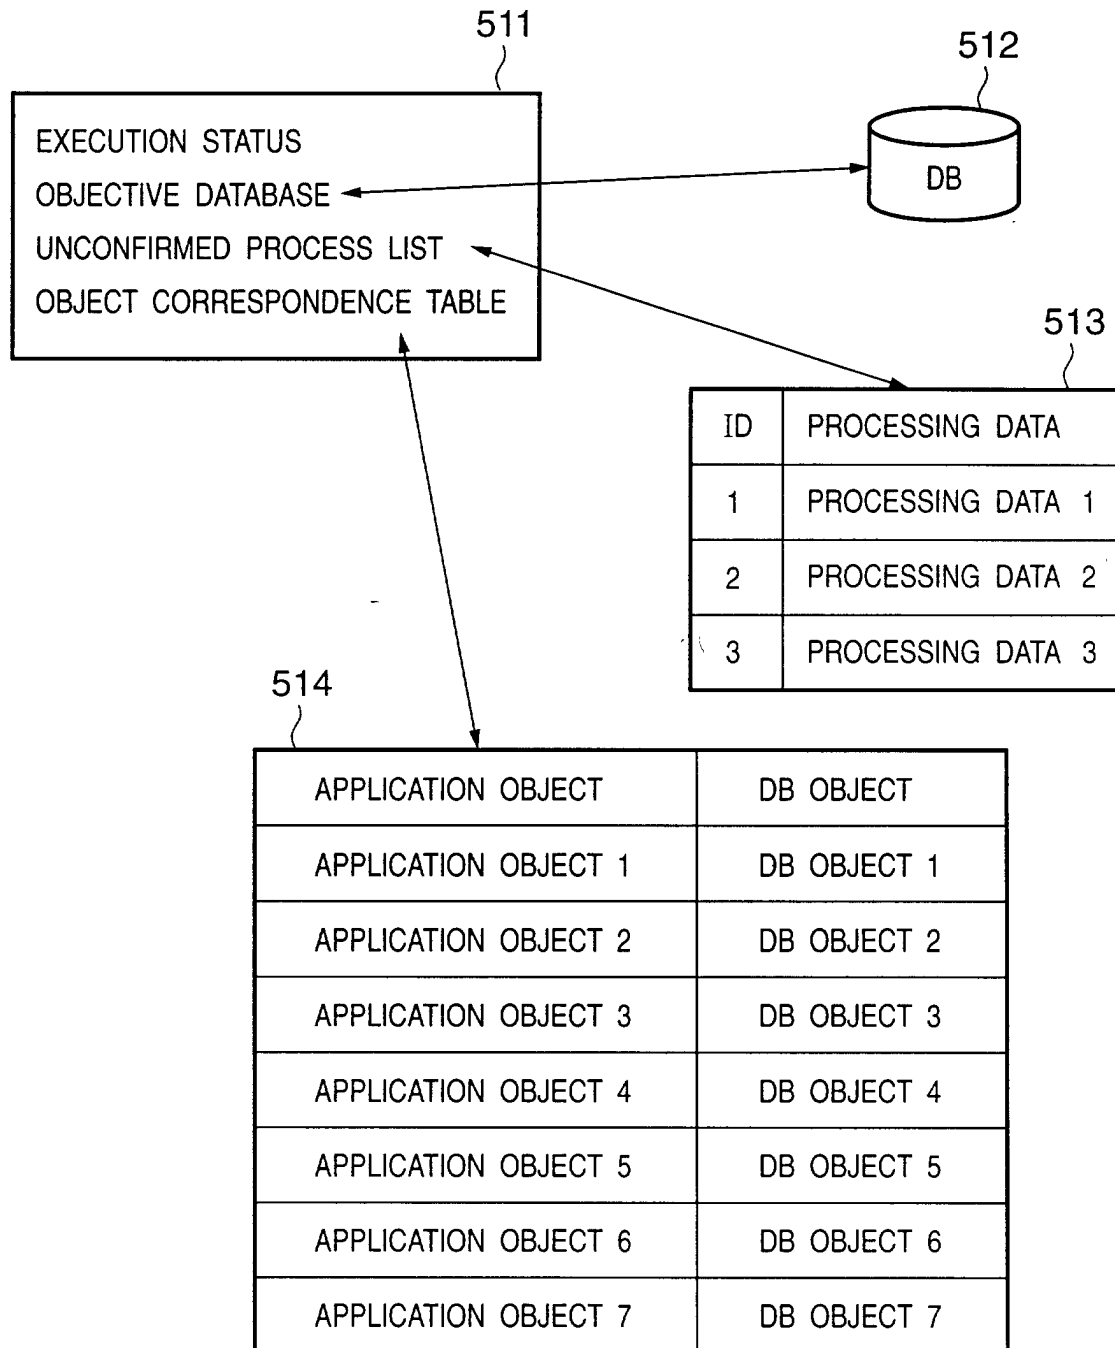 511
512
EXECUTION STATUS
OBJECTIVE DATABASE
UNCONFIRMED PROCESS LIST
OBJECT CORRESPONDENCE TABLE
DB
513
ID PROCESSING DATA
1 PROCESSING DATA 1
2 PROCESSING DATA 2
3 PROCESSING DATA 3
514
APPLICATION OBJECT DB OBJECT
APPLICATION OBJECT 1 DB OBJECT 1
APPLICATION OBJECT 2 DB OBJECT 2
APPLICATION OBJECT 3 DB OBJECT 3
APPLICATION OBJECT 4 DB OBJECT 4
APPLICATION OBJECT 5 DB OBJECT 5
APPLICATION OBJECT 6 DB OBJECT 6
APPLICATION OBJECT 7 DB OBJECT 7